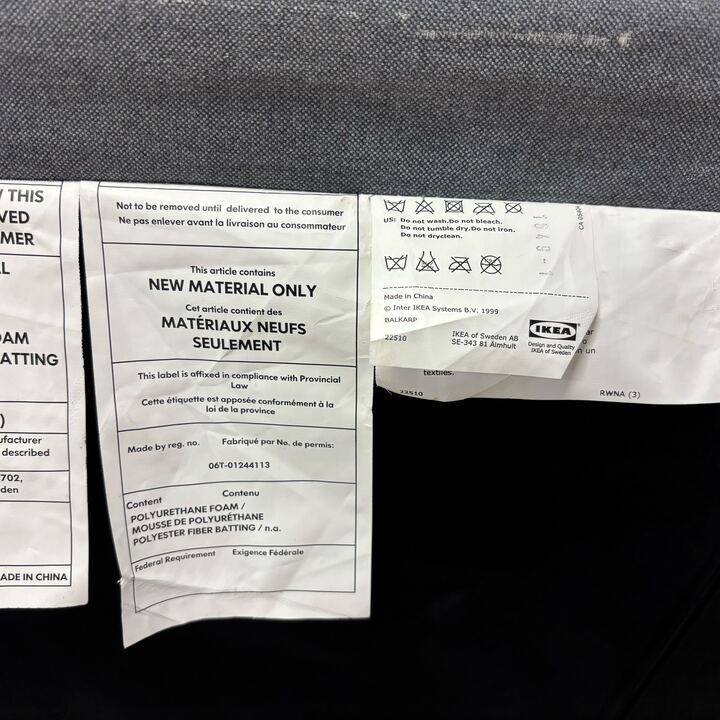 THIS
VED
MER
AL
OAM
BATTING
)
ufacturer
described
702,
den
ADE IN CHINA
Not to be removed until delivered to the consumer
Ne pas enlever avant la livraison au consommateur
This article contains
NEW MATERIAL ONLY
Cet article contient des
MATÉRIAUX NEUFS
SEULEMENT
This label is affixed in compliance with Provincial
Law
Cette étiquette est apposée conformément à la
loi de la province
Made by reg. no. Fabriqué par No. de permis:
06T-01244113
Content Contenu
POLYURETHANE FOAM /
MOUSSE DE POLYURÉTHANE
POLYESTER FIBER BATTING / n.a.
Federal Requirement Exigence Fédérale
US: Do not wash.Do not bleach.
Do not tumble dry.Do not iron.
Do not dryclean.
Made in China
© Inter IKEA Systems B.V. 1999
BALKARP
22510
IKEA of Sweden AB
SE-343 81 Älmhult
IKEA
Design and Quality
IKEA of Sweden
ar
o
n un
textiles.
22510
RWNA (3)